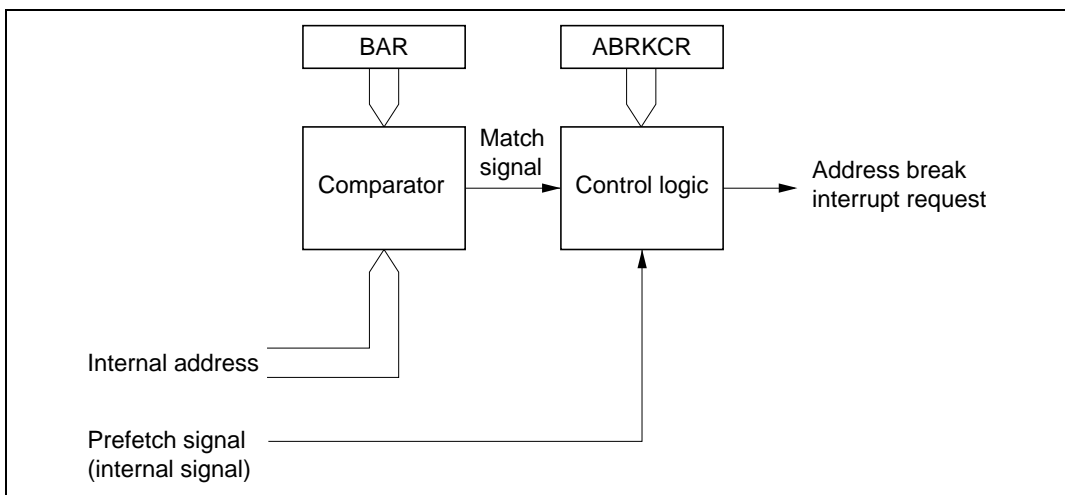 BAR
ABRKCR
Comparator
Match
signal
Control logic
Address break
interrupt request
Internal address
Prefetch signal
(internal signal)